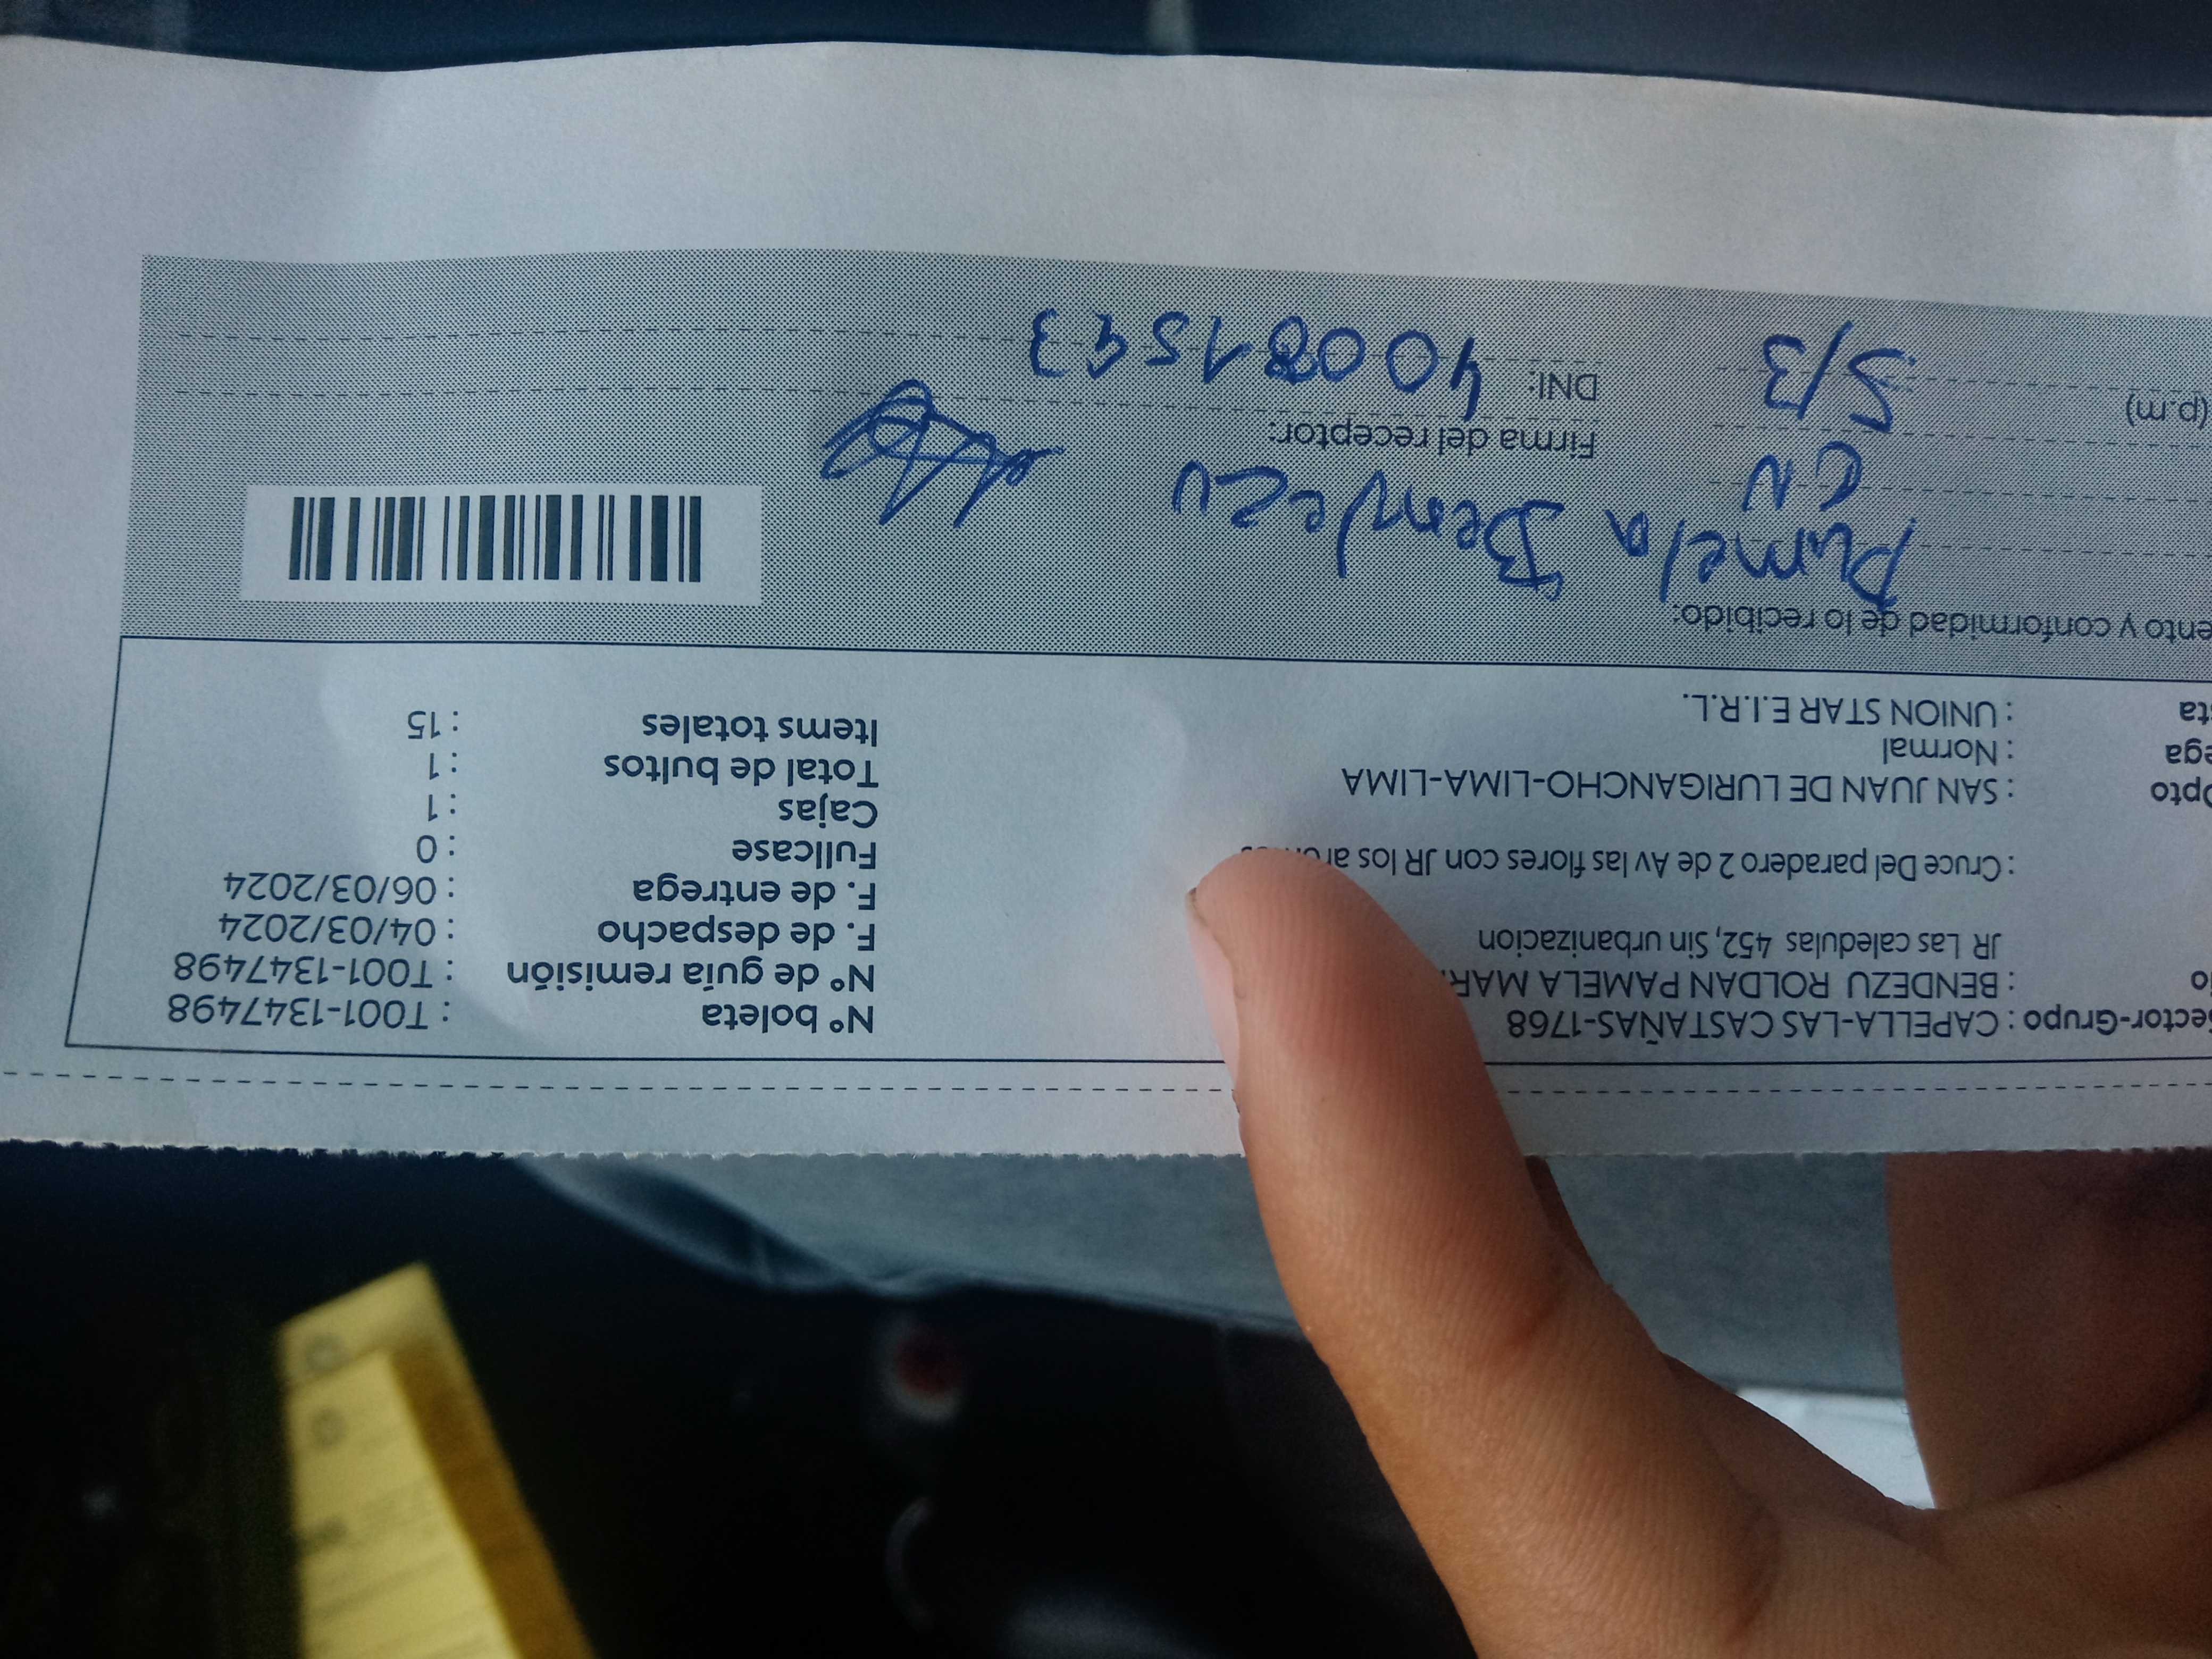 ector-Grupo : CAPELLA-LAS CASTAÑAS-1768
o : BENDEZU ROLDAN PAMELA MAR
JR Las caledulas 452, Sin urbanizacion
: Cruce Del paradero 2 de Av las flores con JR los
Dpto : SAN JUAN DE LURIGANCHO-LIMA-LIMA
ega : Normal
sta : UNION STAR E.I.R.L.
Nº boleta : T001-1347498
Nº de guía remisión : T001-1347498
F. de despacho : 04/03/2024
F. de entrega : 06/03/2024
Fullcase : 0
Cajas : 1
Total de bultos : 1
Items totales : 15
ento y conformidad de lo recibido:
Pamela Bendezu
CN
Firma del receptor:
5/3
DNI: 40081543
(p.m)